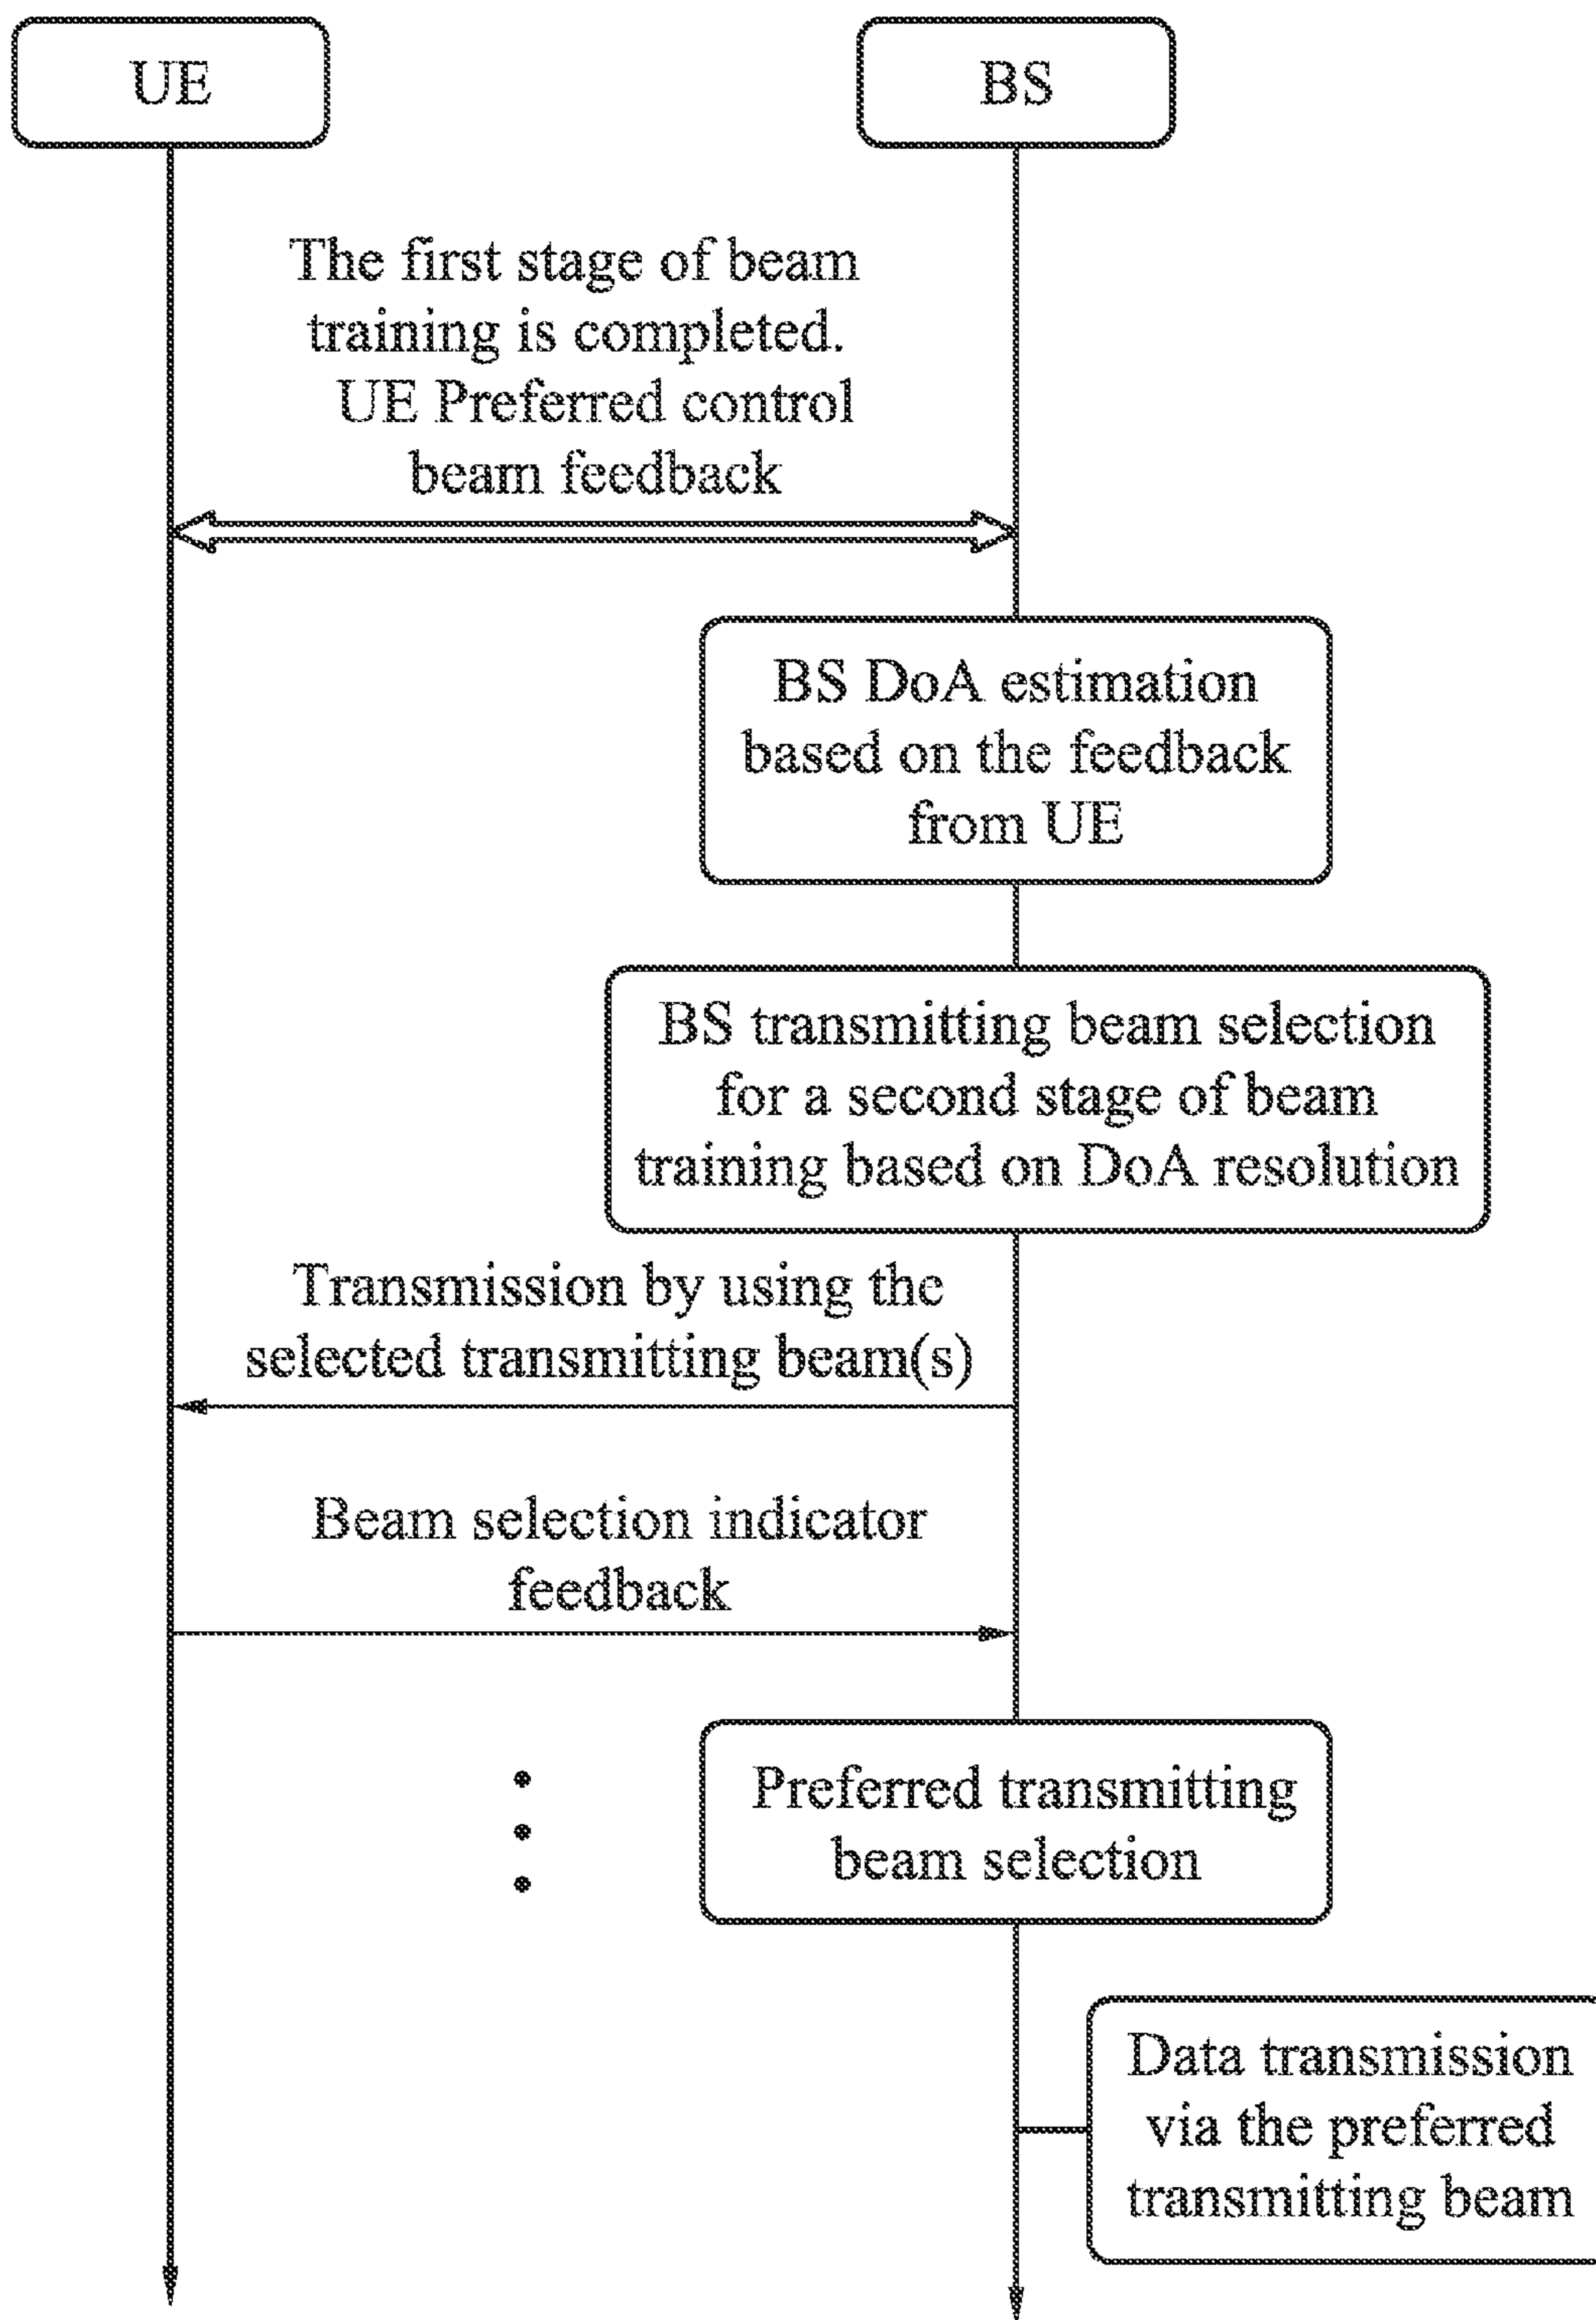 UE
BS
The first stage of beam
training is completed.
UE Preferred control
beam feedback
BS DoA estimation
based on the feedback
from UE
BS transmitting beam selection
for a second stage of beam
training based on DoA resolution
Transmission by using the
selected transmitting beam(s)
Beam selection indicator
feedback
Preferred transmitting
beam selection
Data transmission
via the preferred
transmitting beam